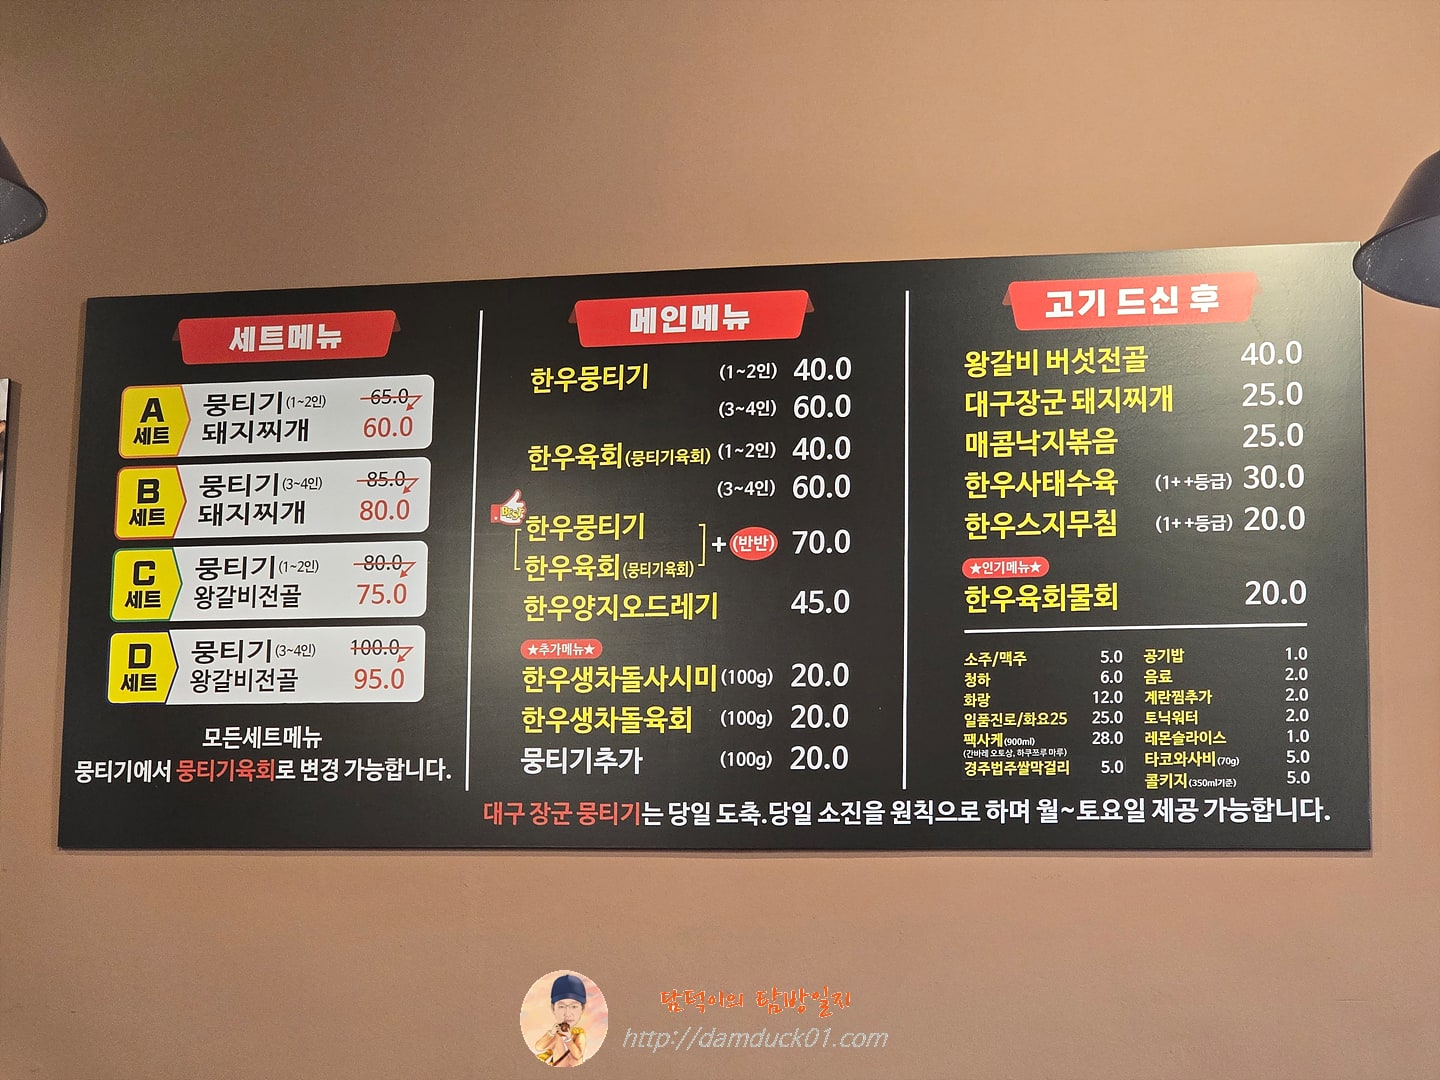 세트메뉴
A 세트
뭉티기(1~2인) 65.0
돼지찌개 60.0
B 세트
뭉티기(3~4인) 85.0
돼지찌개 80.0
C 세트
뭉티기(1~2인) 80.0
왕갈비전골 75.0
D 세트
뭉티기(3~4인) 100.0
왕갈비전골 95.0
모든세트메뉴
뭉티기에서 뭉티기육회로 변경 가능합니다.
메인메뉴
한우뭉티기 (1~2인) 40.0
(3~4인) 60.0
한우육회(뭉티기육회) (1~2인) 40.0
(3~4인) 60.0
Best
한우뭉티기
한우육회(뭉티기육회)
+(반반) 70.0
한우양지오드레기 45.0
★추가메뉴★
한우생차돌사시미(100g) 20.0
한우생차돌육회 (100g) 20.0
뭉티기추가 (100g) 20.0
고기 드신 후
왕갈비 버섯전골 40.0
대구장군 돼지찌개 25.0
매콤낙지볶음 25.0
한우사태수육 (1++등급) 30.0
한우스지무침 (1++등급) 20.0
★인기메뉴★
한우육회물회 20.0
소주/맥주 5.0
청하 6.0
화랑 12.0
일품진로/화요25 25.0
팩사케(900ml) 28.0
(간바레 오토상, 하쿠쯔루 마루)
경주법주쌀막걸리 5.0
공기밥 1.0
음료 2.0
계란찜추가 2.0
토닉워터 2.0
레몬슬라이스 1.0
타코와사비(70g) 5.0
콜키지(350ml기준) 5.0
대구 장군 뭉티기는 당일 도축.당일 소진을 원칙으로 하며 월~토요일 제공 가능합니다.
담덕이의 탐방일지
http://damduck01.com